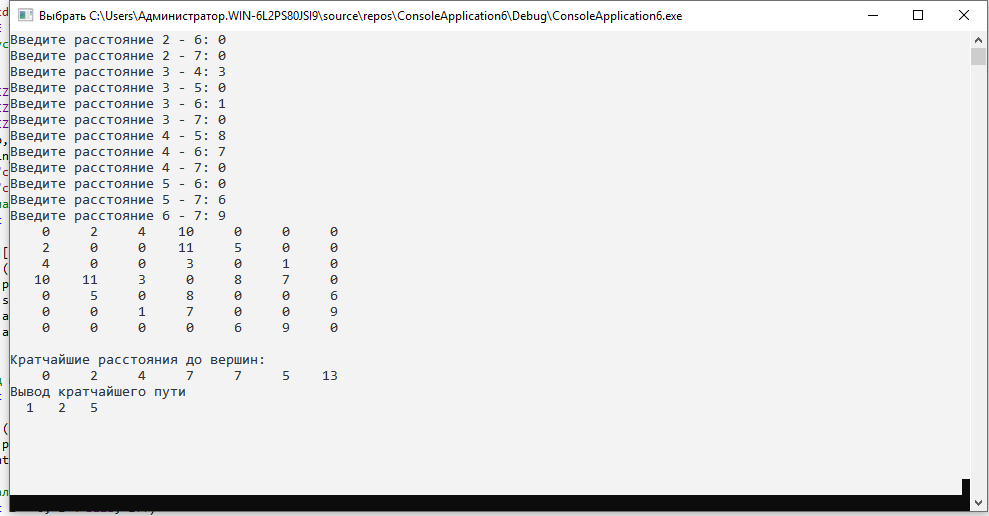 Выбрать C:\Users\Администратор.WIN-6L2PS80JSI9\source\repos\ConsoleApplication6\Debug\ConsoleApplication6.exe
Введите расстояние 2 - 6: 0
Введите расстояние 2 - 7: 0
Введите расстояние 3 - 4: 3
Введите расстояние 3 - 5: 0
Введите расстояние 3 - 6: 1
Введите расстояние 3 - 7: 0
Введите расстояние 4 - 5: 8
Введите расстояние 4 - 6: 7
Введите расстояние 4 - 7: 0
Введите расстояние 5 - 6: 0
Введите расстояние 5 - 7: 6
Введите расстояние 6 - 7: 9
0 2 4 10 0 0 0
2 0 0 11 5 0 0
4 0 0 3 0 1 0
10 11 3 0 8 7 0
0 5 0 8 0 0 6
0 0 1 7 0 0 9
0 0 0 0 6 9 0
Кратчайшие расстояния до вершин:
0 2 4 7 7 5 13
Вывод кратчайшего пути
1 2 5